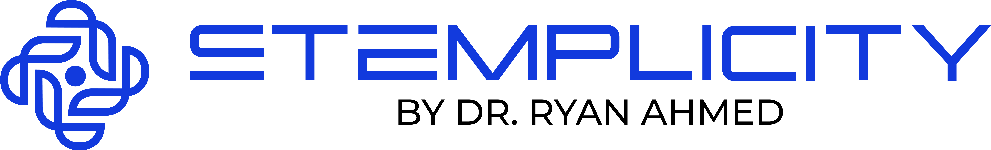 STEMPLICITY
BY DR. RYAN AHMED